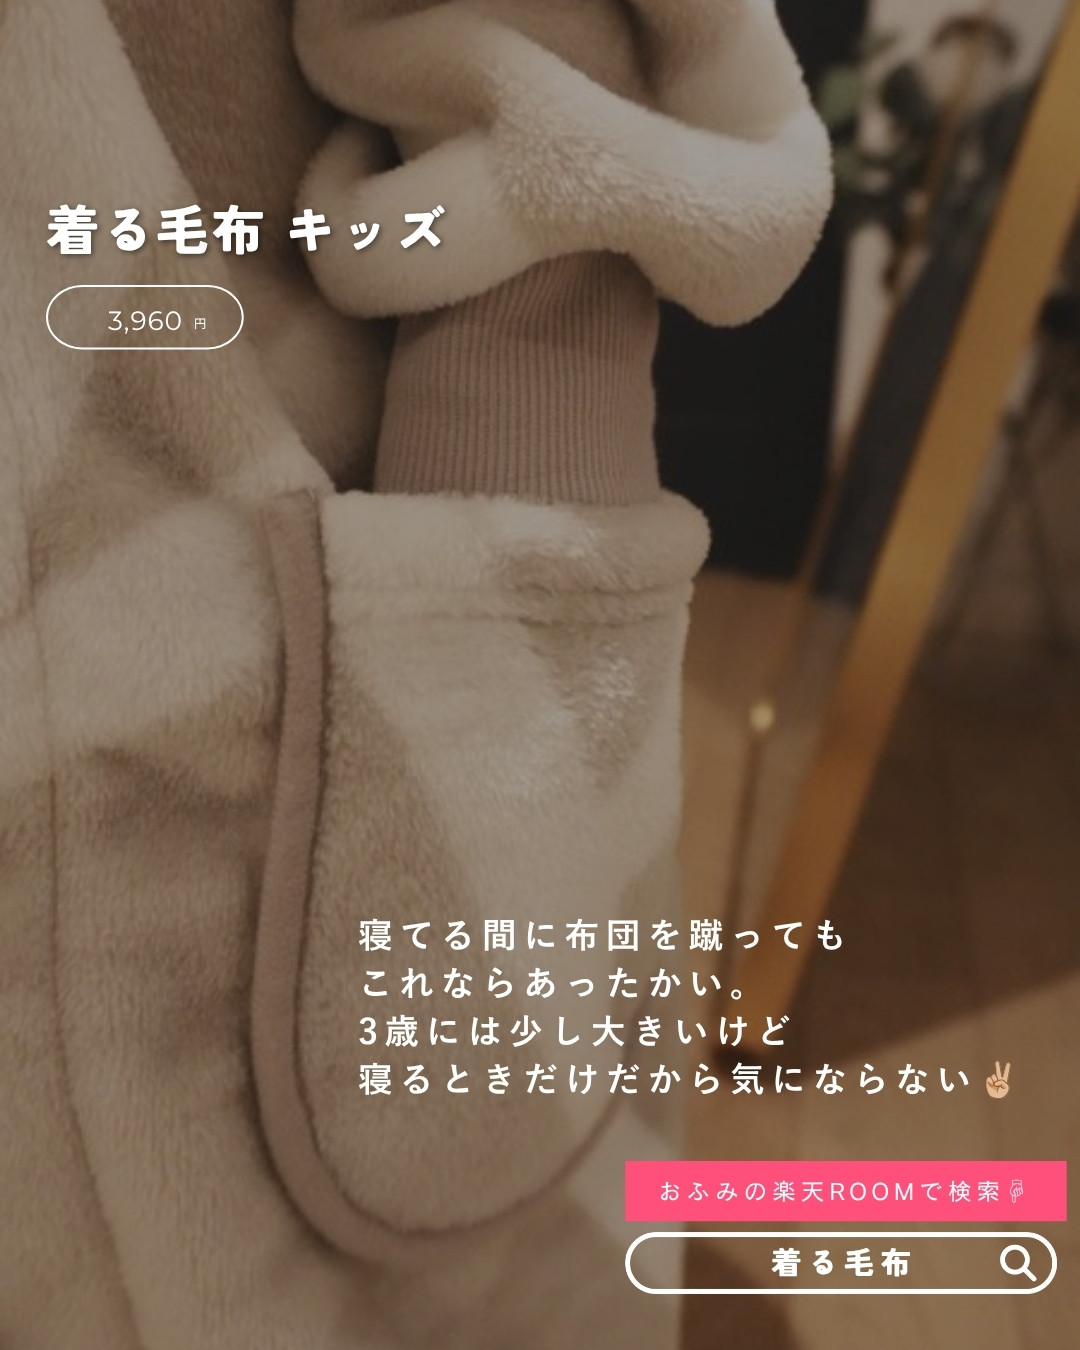 着る毛布 キッズ
3,960 円
寝てる間に布団を蹴っても
これならあったかい。
3歳には少し大きいけど
寝るときだけだから気にならない✌🏼
おふみの楽天ROOMで検索👇
着る毛布